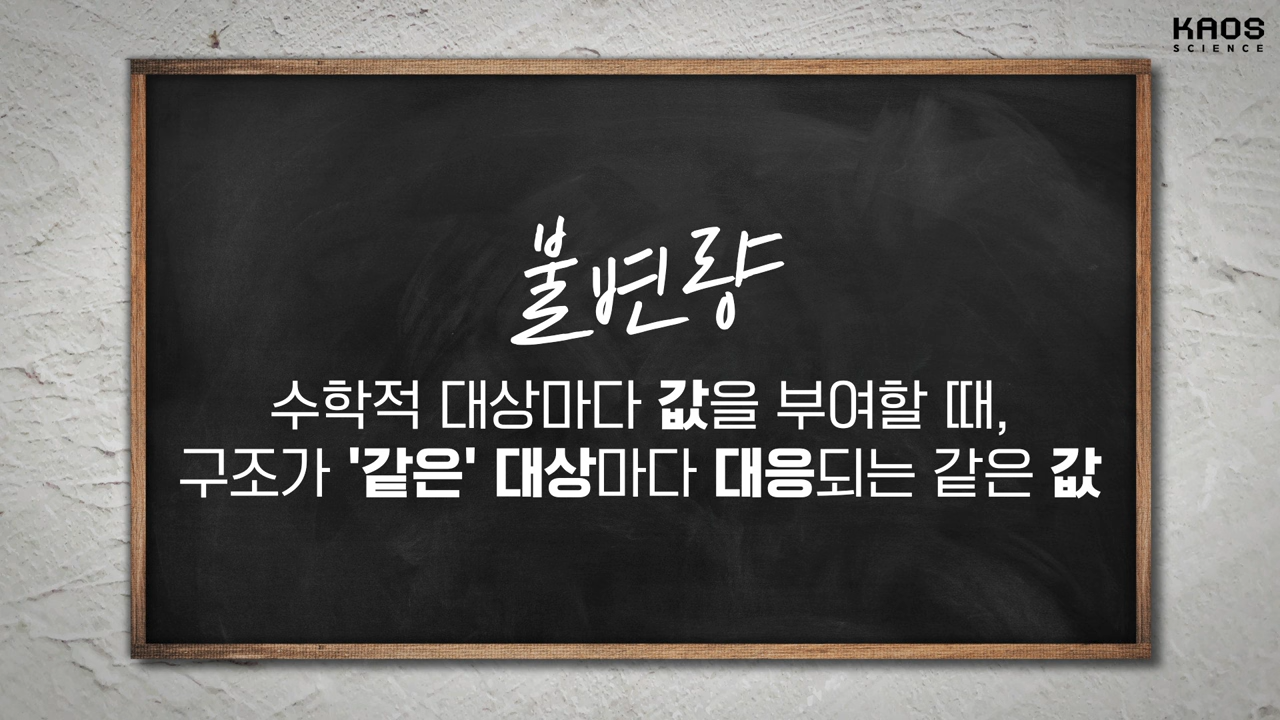 KAOS
SCIENCE
불변량
수학적 대상마다 값을 부여할 때,
구조가 '같은' 대상마다 대응되는 같은 값